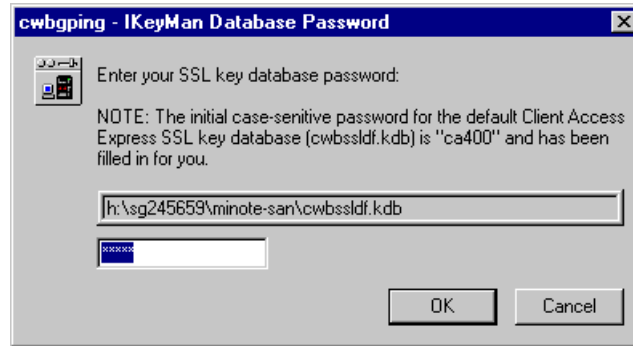 cwbgping - IKeyMan Database Password
Enter your SSL key database password:
NOTE: The initial case-senitive password for the default Client Access
Express SSL key database (cwbssldf.kdb) is "ca400" and has been
filled in for you.
h:\sg245659\minote-san\cwbssldf.kdb
*****
OK Cancel